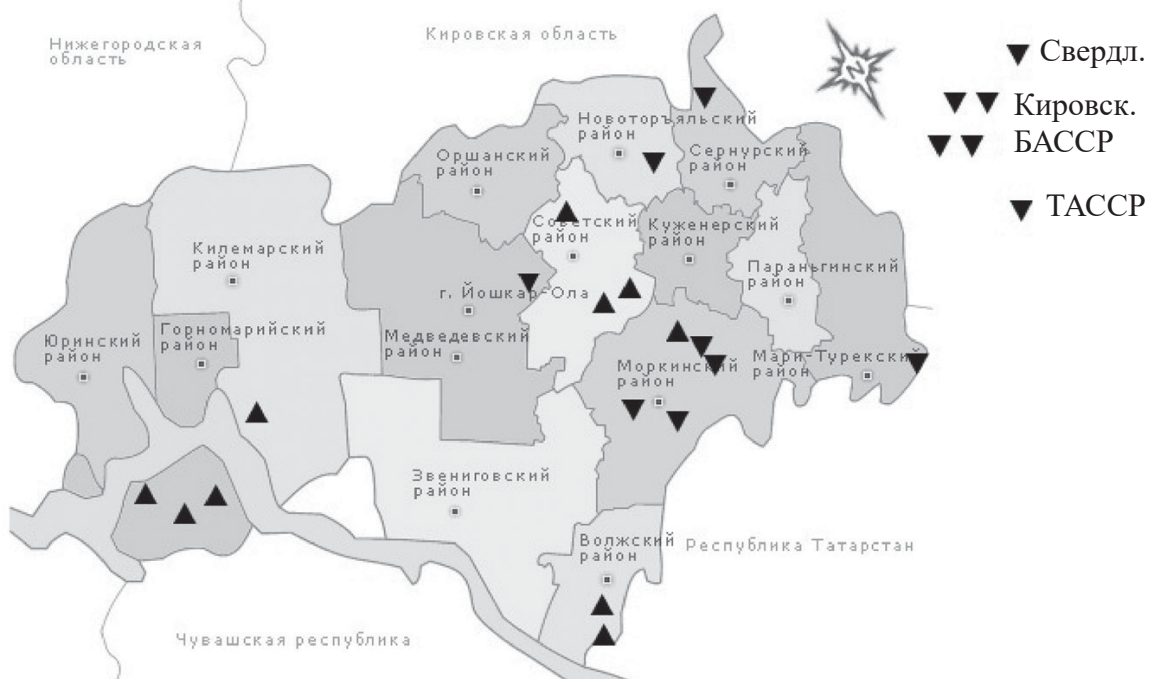 Нижегородская
область
Кировская область
Свердл.
Кировск.
БАССР
ТАССР
N
Новоторъяльский
район
Оршанский
район
Сернурский
район
Советский
район
Куженерский
район
Килемарский
район
Параньгинский
район
г. Йошкар-Ола
Юринский
район
Горномарийский
район
Медведевский
район
Моркинский
район
Мари-Турекский
район
Звениговский
район
Волжский
район
Республика Татарстан
Чувашская республика